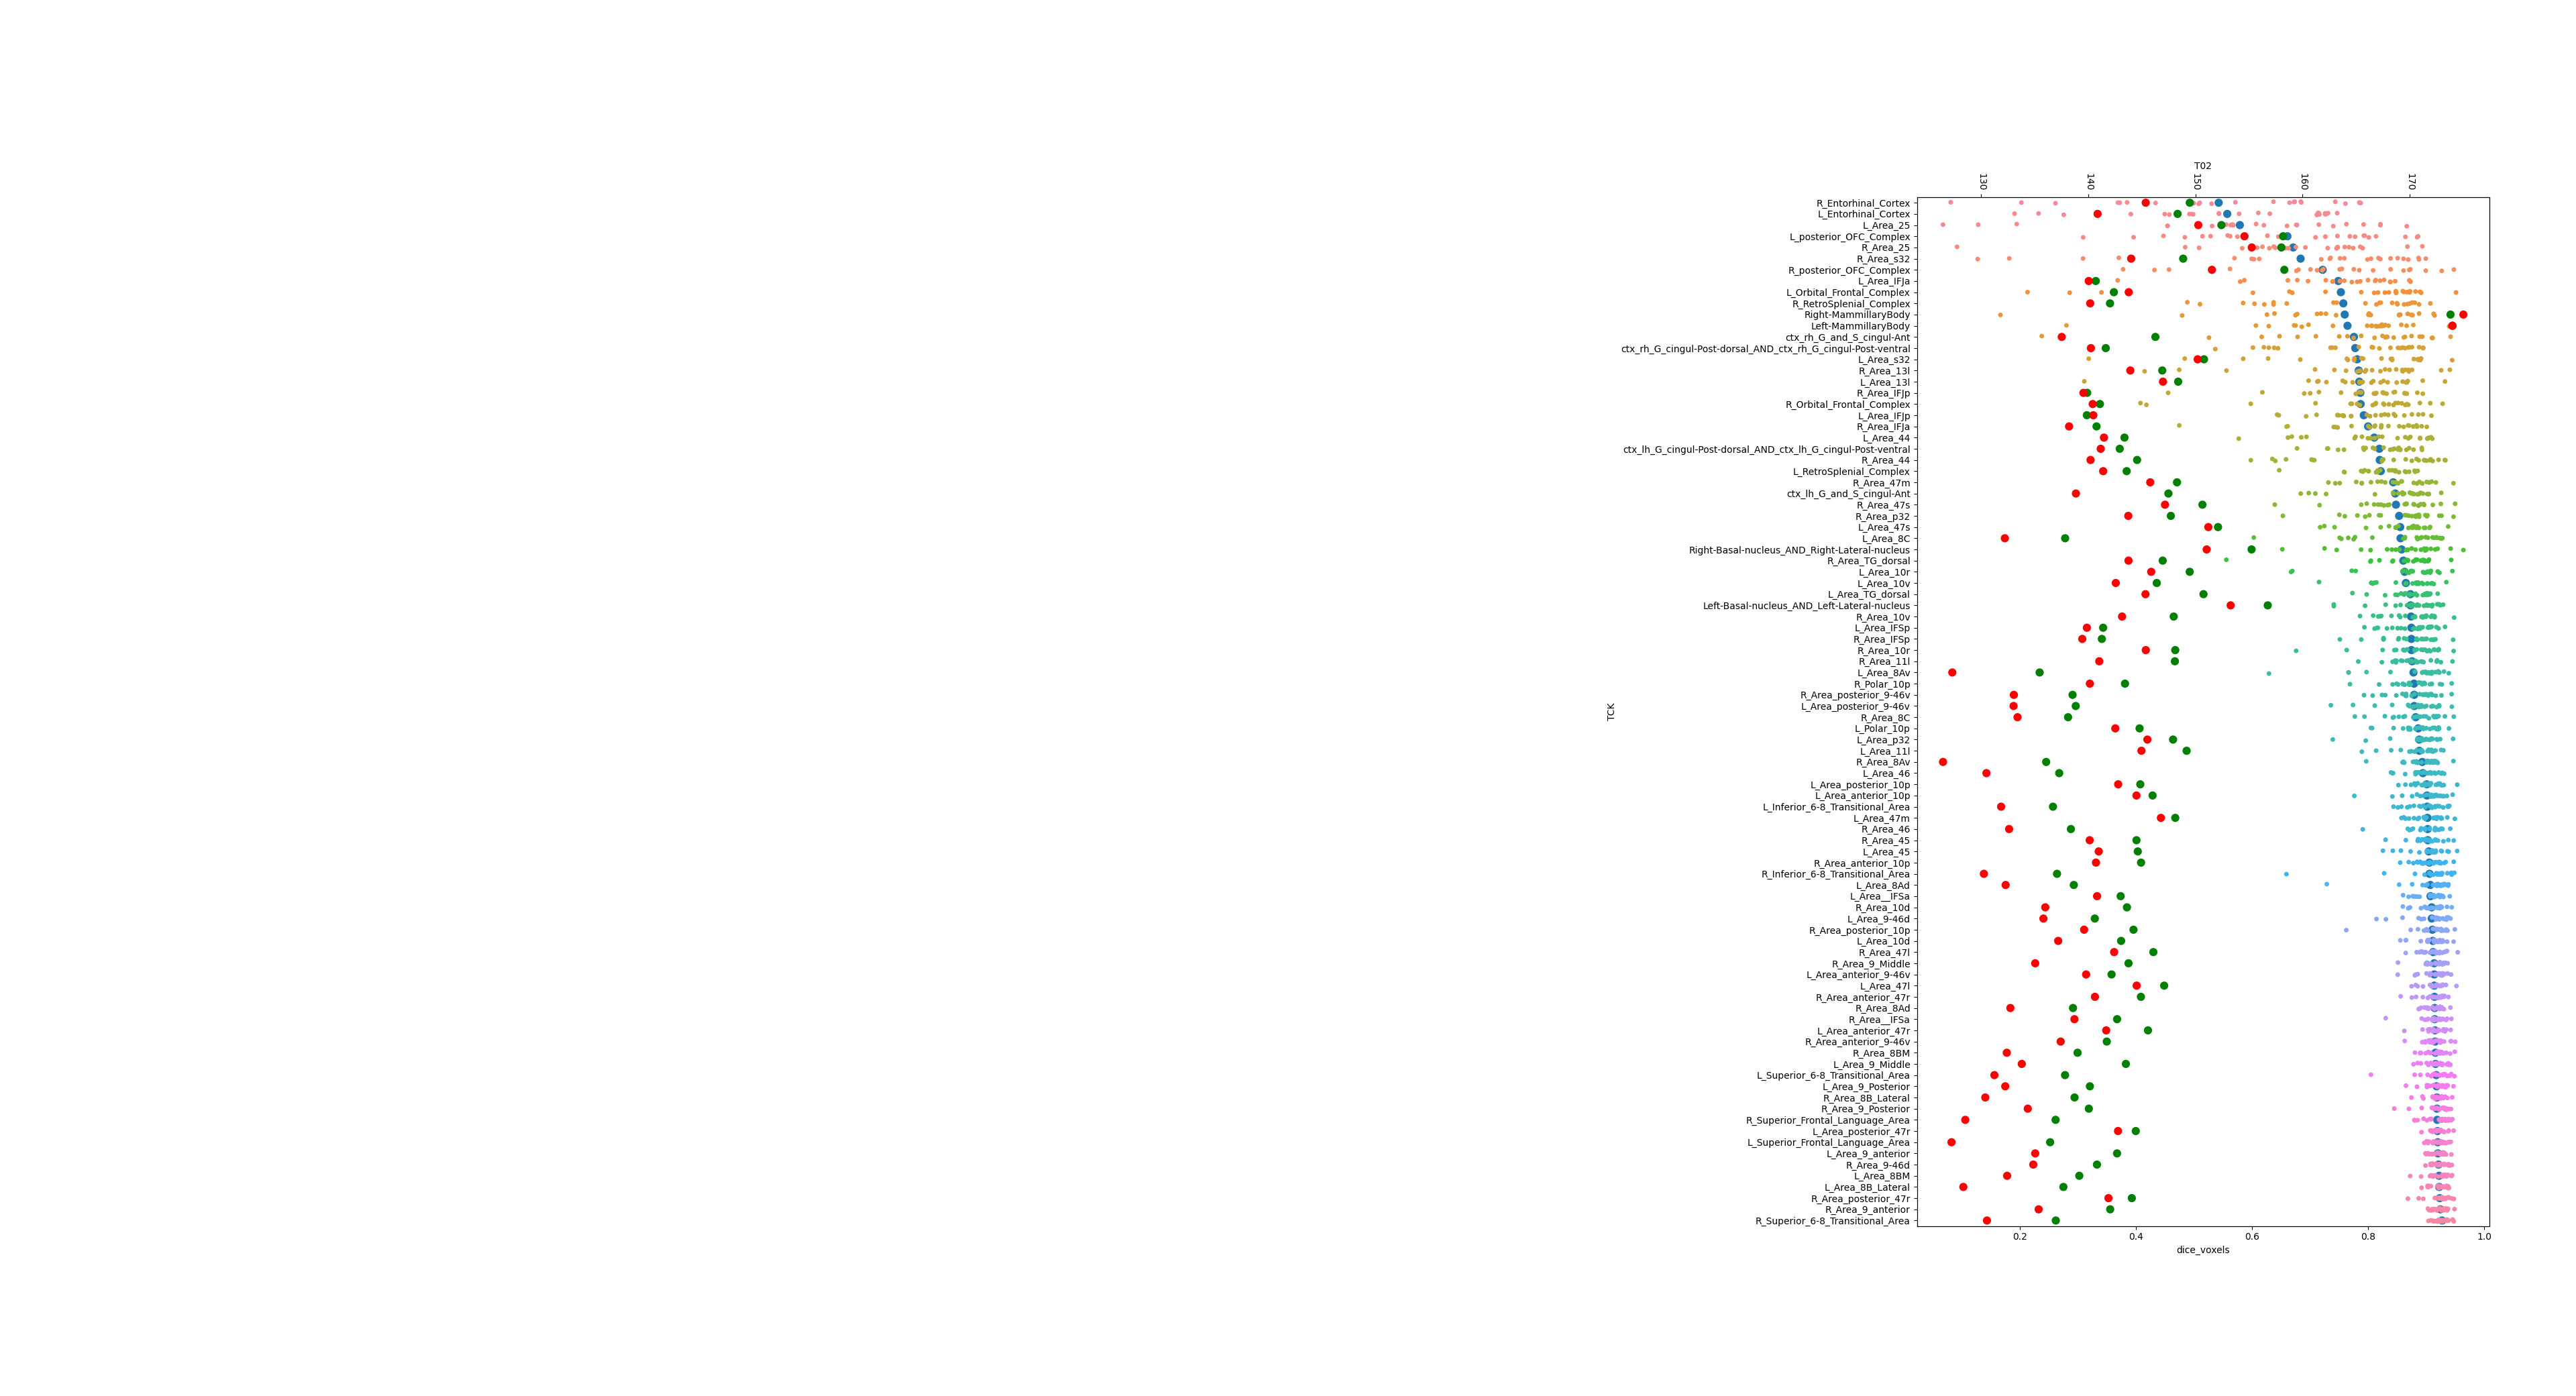 T02
130 140 150 160 170
R_Entorhinal_Cortex
L_Entorhinal_Cortex
L_Area_25
L_posterior_OFC_Complex
R_Area_25
R_Area_s32
R_posterior_OFC_Complex
L_Area_IFJa
L_Orbital_Frontal_Complex
R_RetroSplenial_Complex
Right-MammillaryBody
Left-MammillaryBody
ctx_rh_G_and_S_cingul-Ant
ctx_rh_G_cingul-Post-dorsal_AND_ctx_rh_G_cingul-Post-ventral
L_Area_s32
R_Area_13l
L_Area_13l
R_Area_IFJp
R_Orbital_Frontal_Complex
L_Area_IFJp
R_Area_IFJa
L_Area_44
ctx_lh_G_cingul-Post-dorsal_AND_ctx_lh_G_cingul-Post-ventral
R_Area_44
L_RetroSplenial_Complex
R_Area_47m
ctx_lh_G_and_S_cingul-Ant
R_Area_47s
R_Area_p32
L_Area_47s
L_Area_8C
Right-Basal-nucleus_AND_Right-Lateral-nucleus
R_Area_TG_dorsal
L_Area_10r
L_Area_10v
L_Area_TG_dorsal
Left-Basal-nucleus_AND_Left-Lateral-nucleus
R_Area_10v
L_Area_IFSp
R_Area_IFSp
R_Area_10r
R_Area_11l
L_Area_8Av
R_Polar_10p
R_Area_posterior_9-46v
L_Area_posterior_9-46v
R_Area_8C
TCK
L_Polar_10p
L_Area_p32
L_Area_11l
R_Area_8Av
L_Area_46
L_Area_posterior_10p
L_Area_anterior_10p
L_Inferior_6-8_Transitional_Area
L_Area_47m
R_Area_46
R_Area_45
L_Area_45
R_Area_anterior_10p
R_Inferior_6-8_Transitional_Area
L_Area_8Ad
L_Area__IFSa
R_Area_10d
L_Area_9-46d
R_Area_posterior_10p
L_Area_10d
R_Area_47l
R_Area_9_Middle
L_Area_anterior_9-46v
L_Area_47l
R_Area_anterior_47r
R_Area_8Ad
R_Area__IFSa
L_Area_anterior_47r
R_Area_anterior_9-46v
R_Area_8BM
L_Area_9_Middle
L_Superior_6-8_Transitional_Area
L_Area_9_Posterior
R_Area_8B_Lateral
R_Area_9_Posterior
R_Superior_Frontal_Language_Area
L_Area_posterior_47r
L_Superior_Frontal_Language_Area
L_Area_9_anterior
R_Area_9-46d
L_Area_8BM
L_Area_8B_Lateral
R_Area_posterior_47r
R_Area_9_anterior
R_Superior_6-8_Transitional_Area
0.2 0.4 0.6 0.8 1.0
dice_voxels